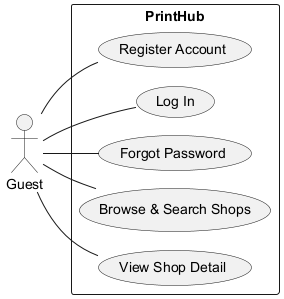 PrintHub
Register Account
Log In
Forgot Password
Guest
Browse & Search Shops
View Shop Detail